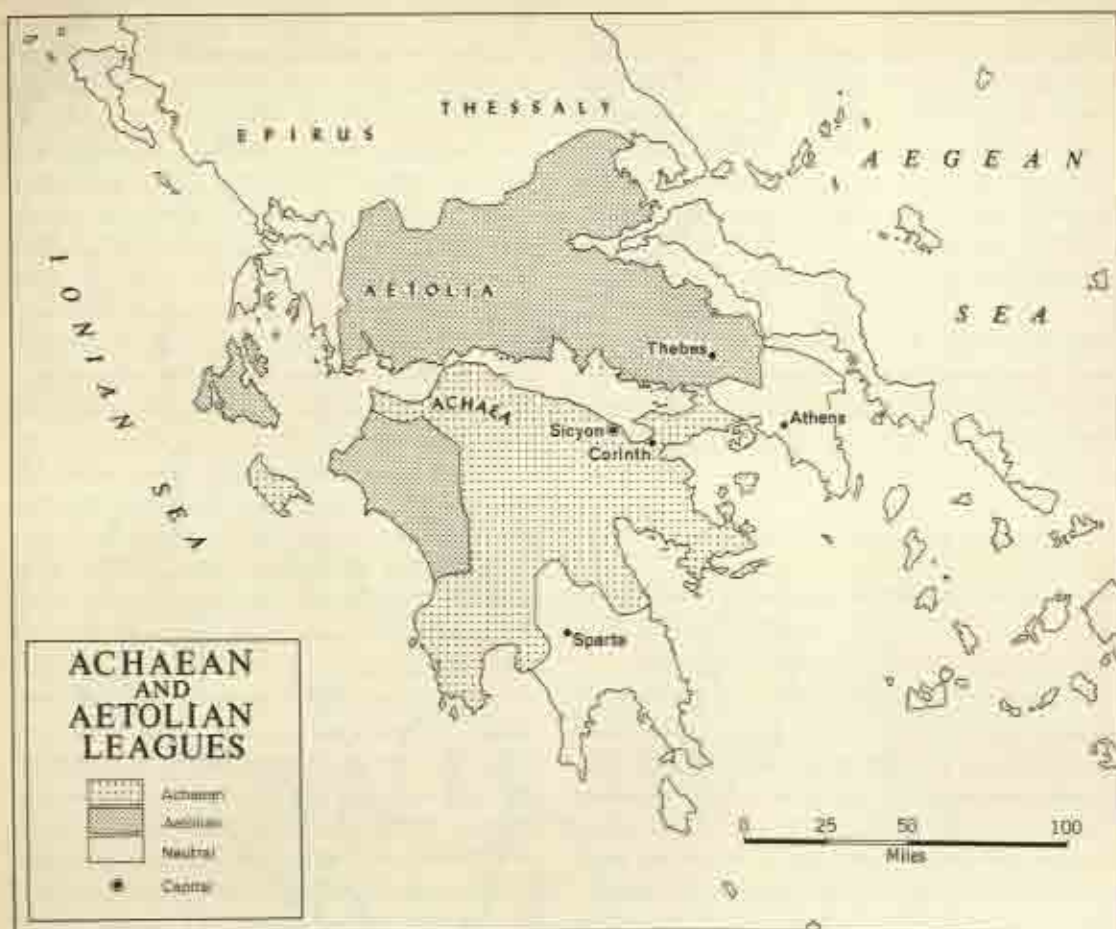 THESSALY
EPIRUS
AEGEAN
SEA
IONIAN
SEA
AETOLIA
Thebes
ACHAEA
Sicyon
Corinth
Athens
Sparta
ACHAEAN
AND
AETOLIAN
LEAGUES
Achaean
Aetolian
Neutral
Capital
0 25 50 100
Miles